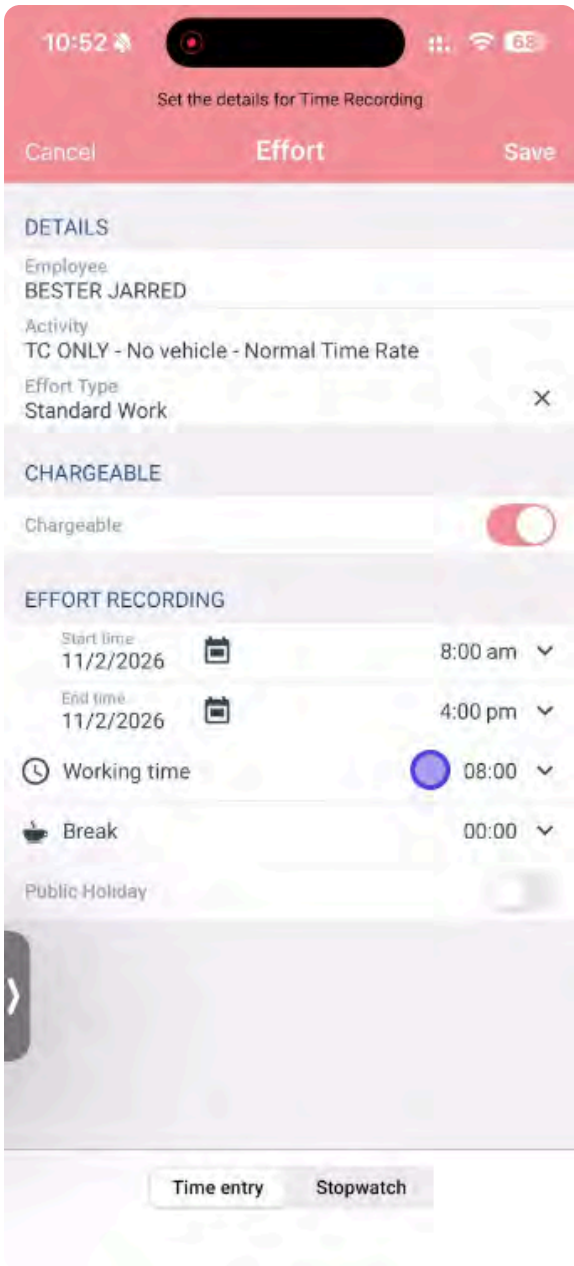 10:52
68
Set the details for Time Recording
Cancel Effort Save
DETAILS
Employee
BESTER JARRED
Activity
TC ONLY - No vehicle - Normal Time Rate
Effort Type
Standard Work
CHARGEABLE
Chargeable
EFFORT RECORDING
Start time
11/2/2026 8:00 am
End time
11/2/2026 4:00 pm
Working time 08:00
Break 00:00
Public Holiday
Time entry Stopwatch